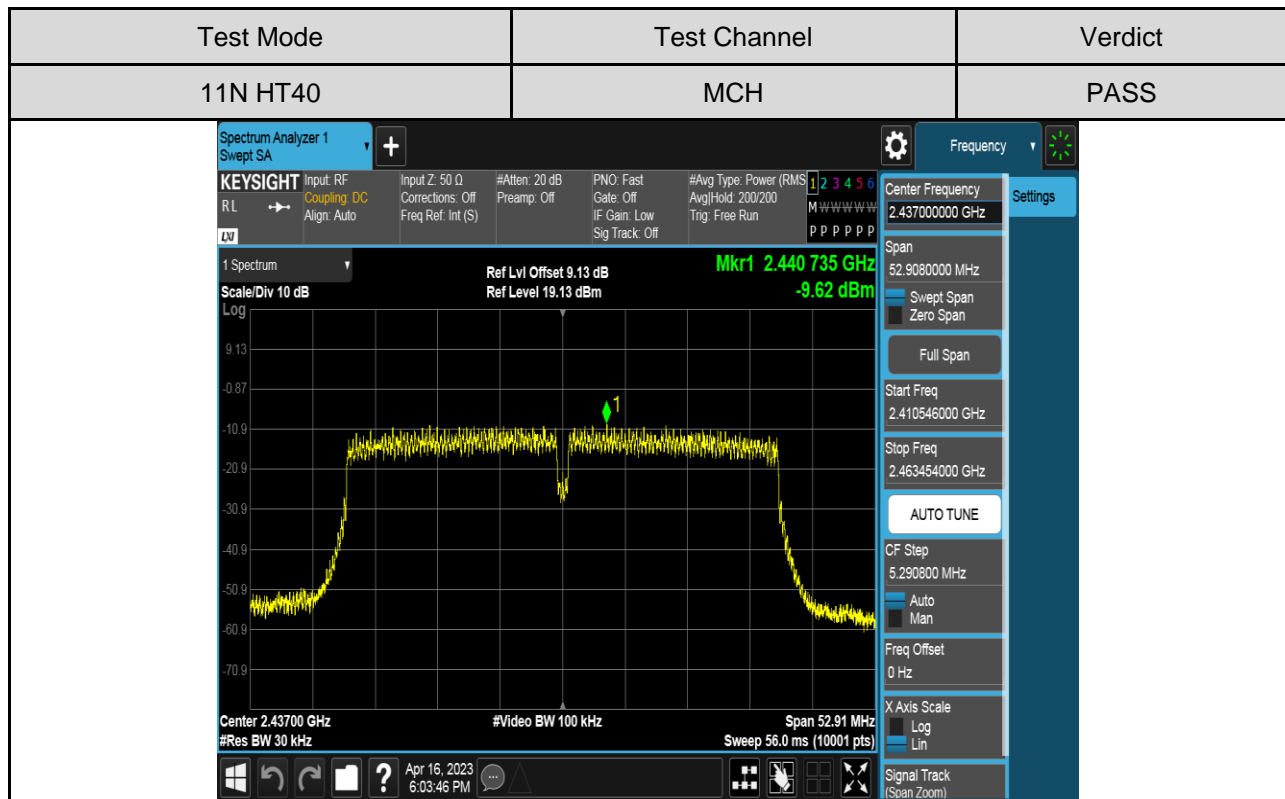 Test Mode Test Channel Verdict
11N HT40 MCH PASS
Spectrum Analyzer 1
Swept SA
+
Frequency
KEYSIGHT
RL
LXI
Input: RF
Coupling: DC
Align: Auto
Input Z: 50 Ω
Corrections: Off
Freq Ref: Int (S)
#Atten: 20 dB
Preamp: Off
PNO: Fast
Gate: Off
IF Gain: Low
Sig Track: Off
#Avg Type: Power (RMS
Avg|Hold: 200/200
Trig: Free Run
1 2 3 4 5 6
M W W W W W
P P P P P P
1 Spectrum
Scale/Div 10 dB
Log
Ref Lvl Offset 9.13 dB
Ref Level 19.13 dBm
Mkr1 2.440 735 GHz
-9.62 dBm
9.13
-0.87
-10.9
-20.9
-30.9
-40.9
-50.9
-60.9
-70.9
1
Center 2.43700 GHz
#Res BW 30 kHz
#Video BW 100 kHz
Span 52.91 MHz
Sweep 56.0 ms (10001 pts)
Center Frequency
2.437000000 GHz
Settings
Span
52.9080000 MHz
Swept Span
Zero Span
Full Span
Start Freq
2.410546000 GHz
Stop Freq
2.463454000 GHz
AUTO TUNE
CF Step
5.290800 MHz
Auto
Man
Freq Offset
0 Hz
X Axis Scale
Log
Lin
Signal Track
(Span Zoom)
?
Apr 16, 2023
6:03:46 PM